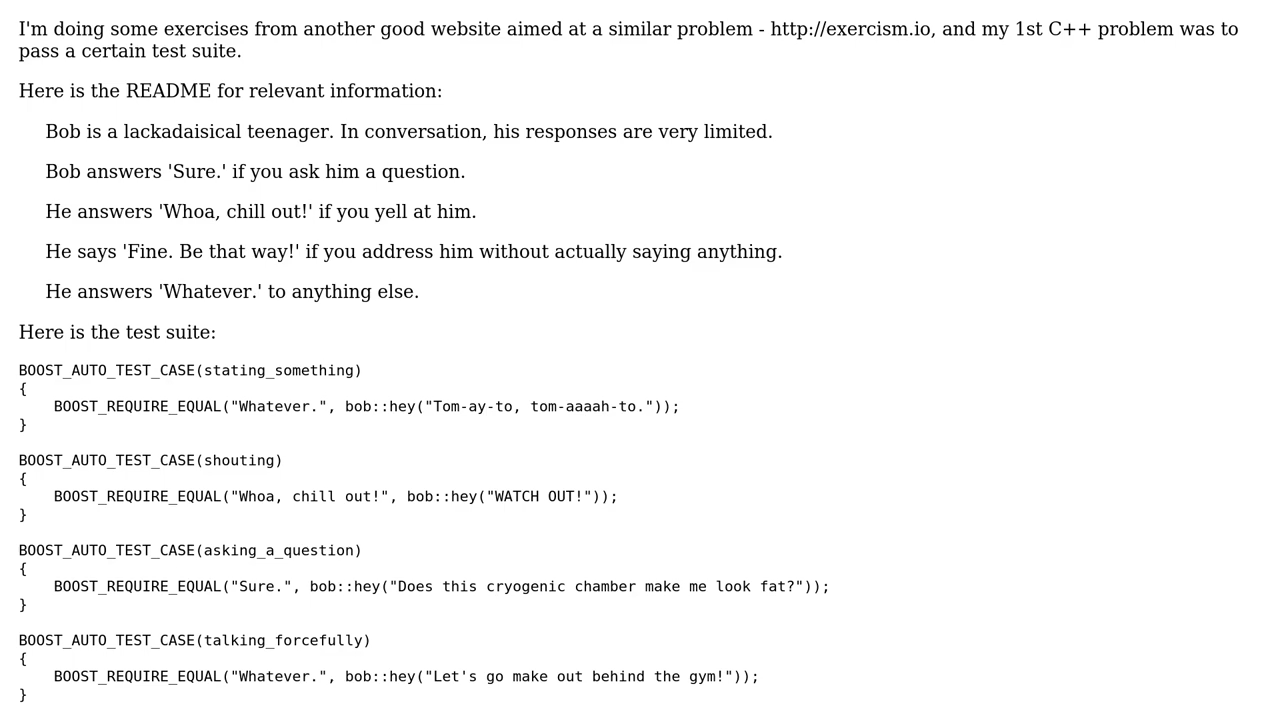 I'm doing some exercises from another good website aimed at a similar problem - http://exercism.io, and my 1st C++ problem was to
pass a certain test suite.
Here is the README for relevant information:
Bob is a lackadaisical teenager. In conversation, his responses are very limited.
Bob answers 'Sure.' if you ask him a question.
He answers 'Whoa, chill out!' if you yell at him.
He says 'Fine. Be that way!' if you address him without actually saying anything.
He answers 'Whatever.' to anything else.
Here is the test suite:
BOOST_AUTO_TEST_CASE(stating_something)
{
    BOOST_REQUIRE_EQUAL("Whatever.", bob::hey("Tom-ay-to, tom-aaaah-to."));
}
BOOST_AUTO_TEST_CASE(shouting)
{
    BOOST_REQUIRE_EQUAL("Whoa, chill out!", bob::hey("WATCH OUT!"));
}
BOOST_AUTO_TEST_CASE(asking_a_question)
{
    BOOST_REQUIRE_EQUAL("Sure.", bob::hey("Does this cryogenic chamber make me look fat?"));
}
BOOST_AUTO_TEST_CASE(talking_forcefully)
{
    BOOST_REQUIRE_EQUAL("Whatever.", bob::hey("Let's go make out behind the gym!"));
}